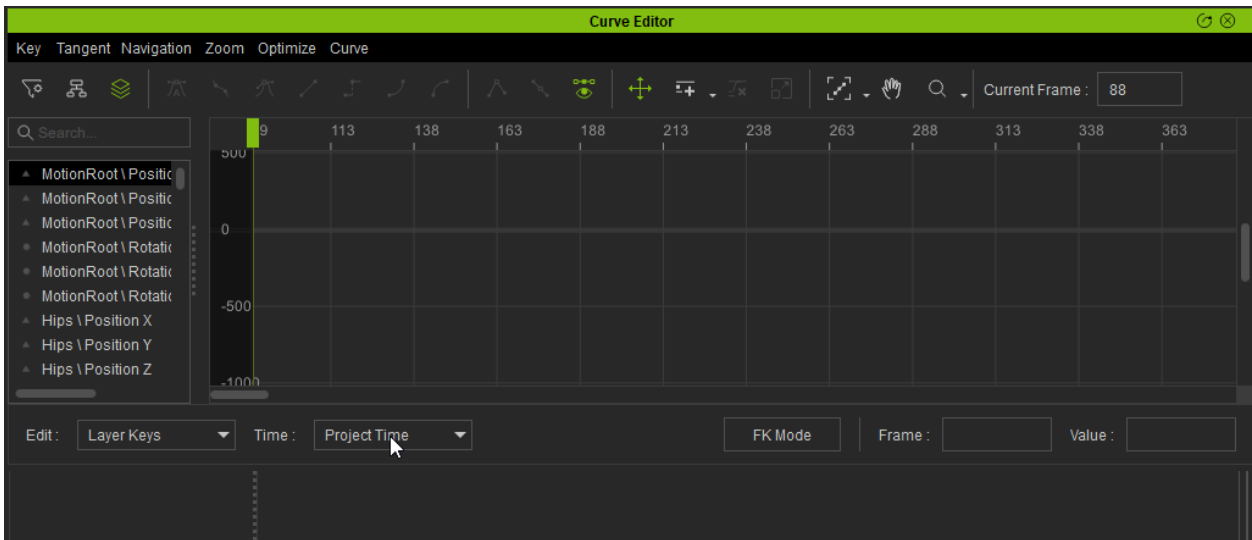 Curve Editor
Key Tangent Navigation Zoom Optimize Curve
Current Frame : 88
Search...
9 113 138 163 188 213 238 263 288 313 338 363
500
MotionRoot \ Positic
MotionRoot \ Positic
MotionRoot \ Positic
0
MotionRoot \ Rotatic
MotionRoot \ Rotatic
MotionRoot \ Rotatic
-500
Hips \ Position X
Hips \ Position Y
Hips \ Position Z
-1000
Edit : Layer Keys Time : Project Time FK Mode Frame : Value :